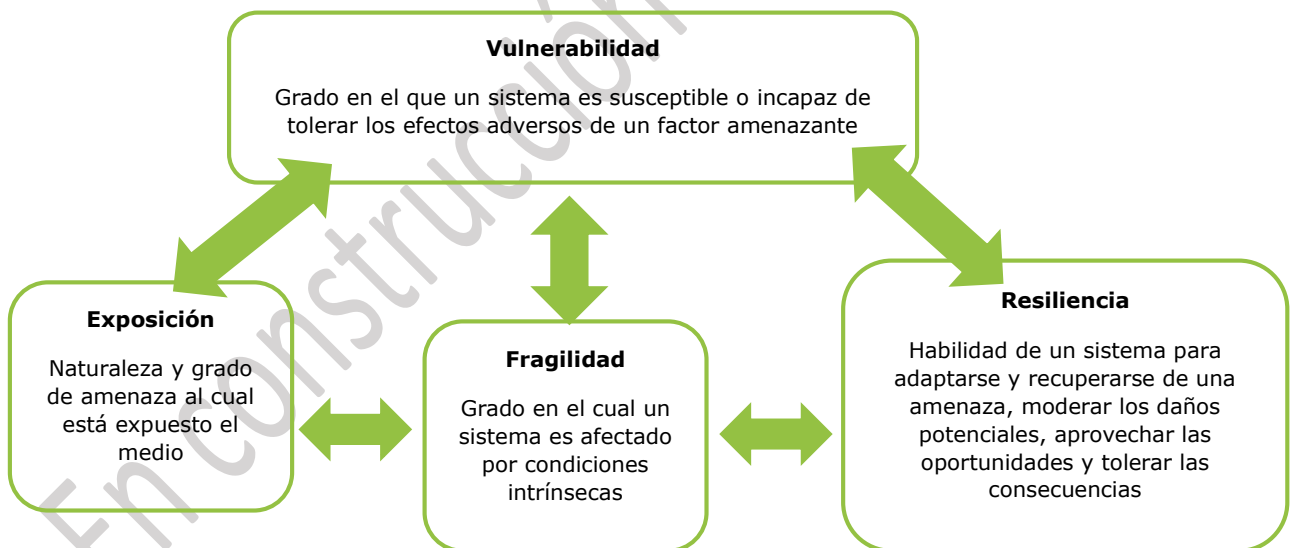 Vulnerabilidad
Grado en el que un sistema es susceptible o incapaz de
tolerar los efectos adversos de un factor amenazante
Exposición
Naturaleza y grado
de amenaza al cual
está expuesto el
medio
Fragilidad
Grado en el cual un
sistema es afectado
por condiciones
intrínsecas
Resiliencia
Habilidad de un sistema para
adaptarse y recuperarse de una
amenaza, moderar los daños
potenciales, aprovechar las
oportunidades y tolerar las
consecuencias
En construcción